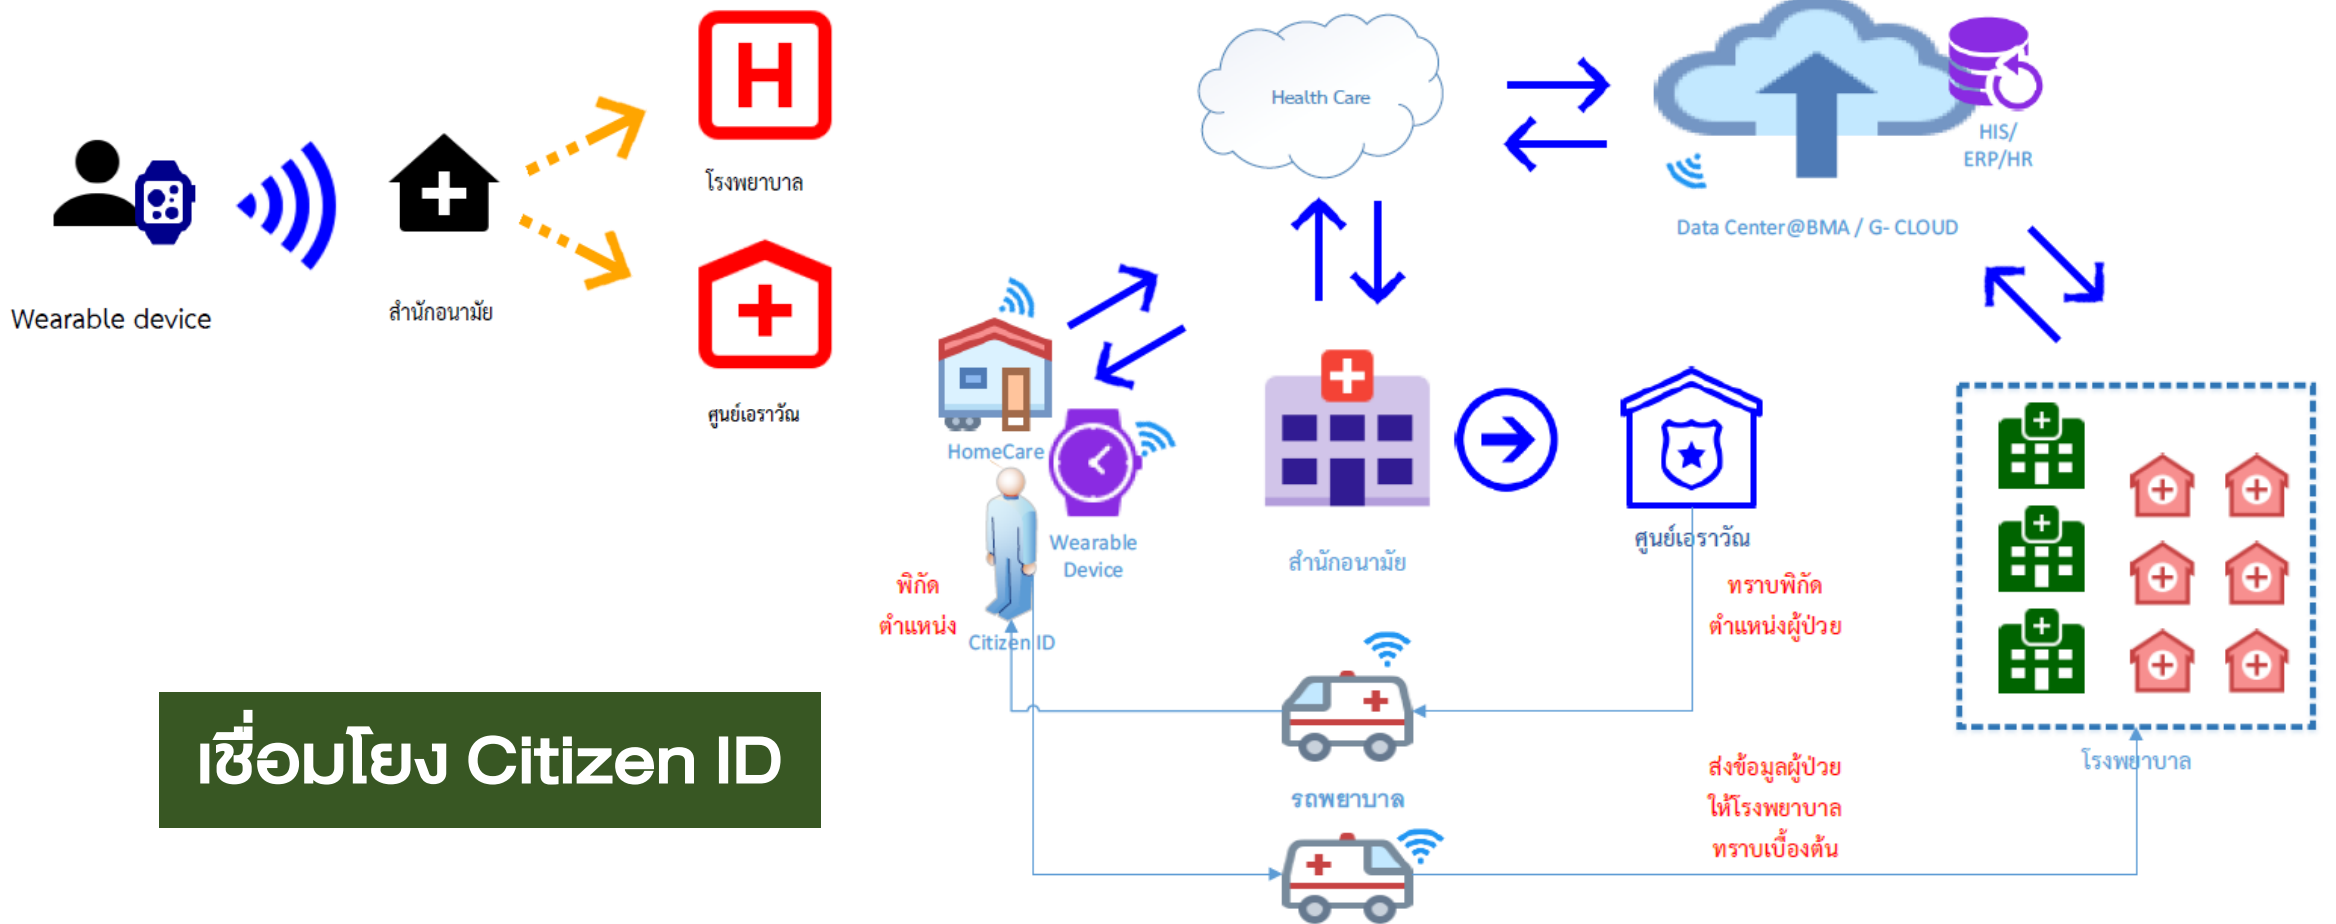 H
โรงพยาบาล
Wearable device
สำนักอนามัย
ศูนย์เอราวัณ
Health Care
HIS/
ERP/HR
Data Center@BMA / G- CLOUD
HomeCare
Wearable
Device
สำนักอนามัย
ศูนย์เอราวัณ
พิกัด
ตำแหน่ง
Citizen ID
ทราบพิกัด
ตำแหน่งผู้ป่วย
รถพยาบาล
ส่งข้อมูลผู้ป่วย
ให้โรงพยาบาล
ทราบเบื้องต้น
โรงพยาบาล
เชื่อมโยง Citizen ID